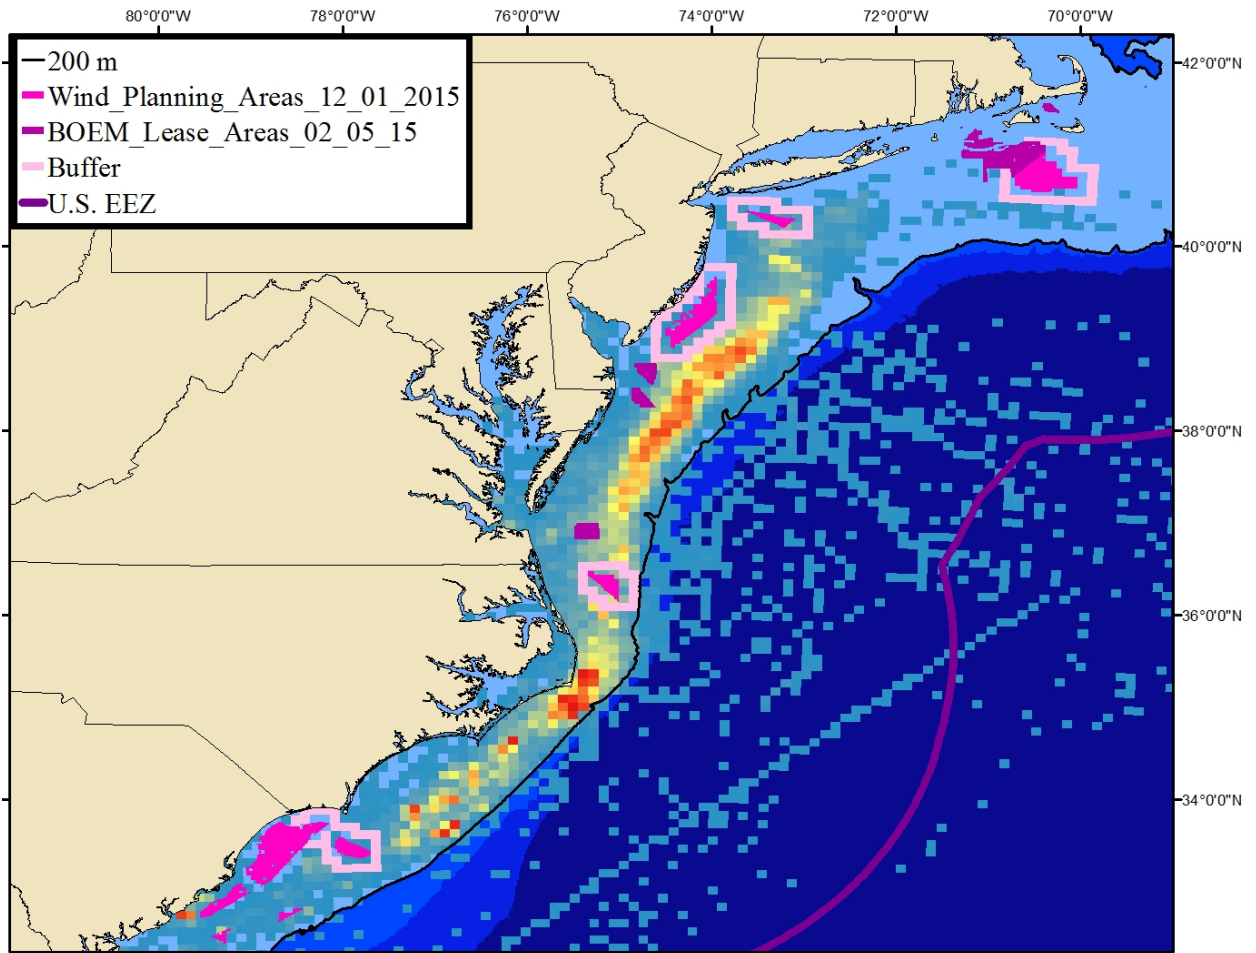 80°0'0"W 78°0'0"W 76°0'0"W 74°0'0"W 72°0'0"W 70°0'0"W
200 m
Wind_Planning_Areas_12_01_2015
BOEM_Lease_Areas_02_05_15
Buffer
U.S. EEZ
42°0'0"N
40°0'0"N
38°0'0"N
36°0'0"N
34°0'0"N